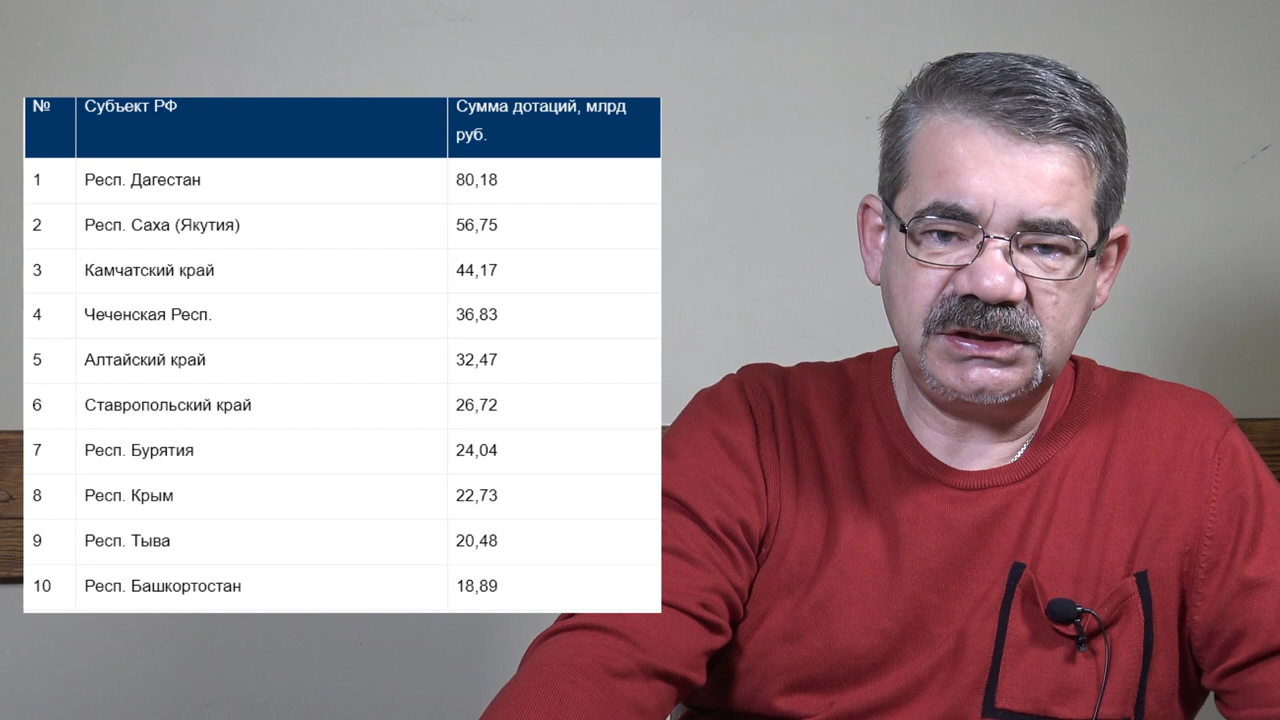 № Субъект РФ Сумма дотаций, млрд
руб.
1 Респ. Дагестан 80,18
2 Респ. Саха (Якутия) 56,75
3 Камчатский край 44,17
4 Чеченская Респ. 36,83
5 Алтайский край 32,47
6 Ставропольский край 26,72
7 Респ. Бурятия 24,04
8 Респ. Крым 22,73
9 Респ. Тыва 20,48
10 Респ. Башкортостан 18,89